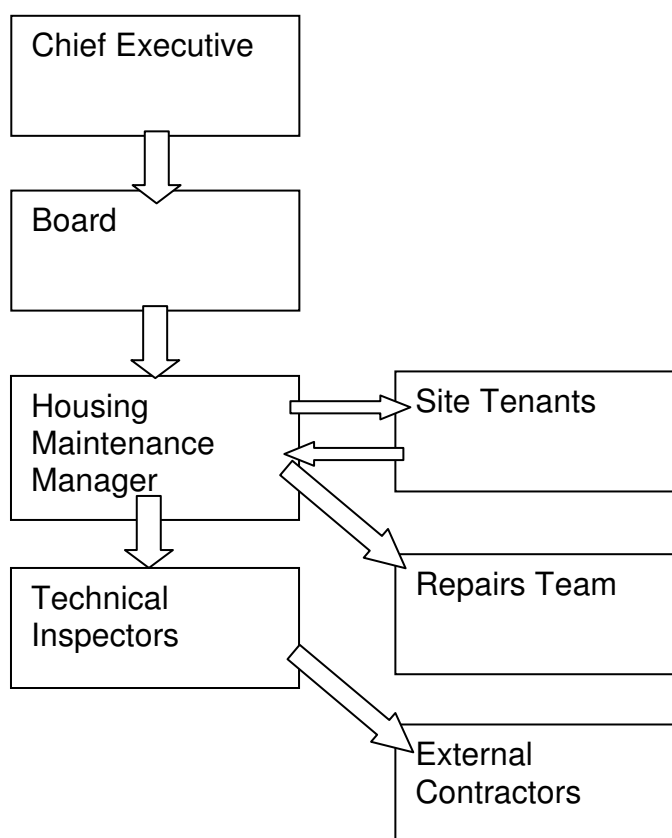 Chief Executive
Board
Housing
Maintenance
Manager
Site Tenants
Technical
Inspectors
Repairs Team
External
Contractors